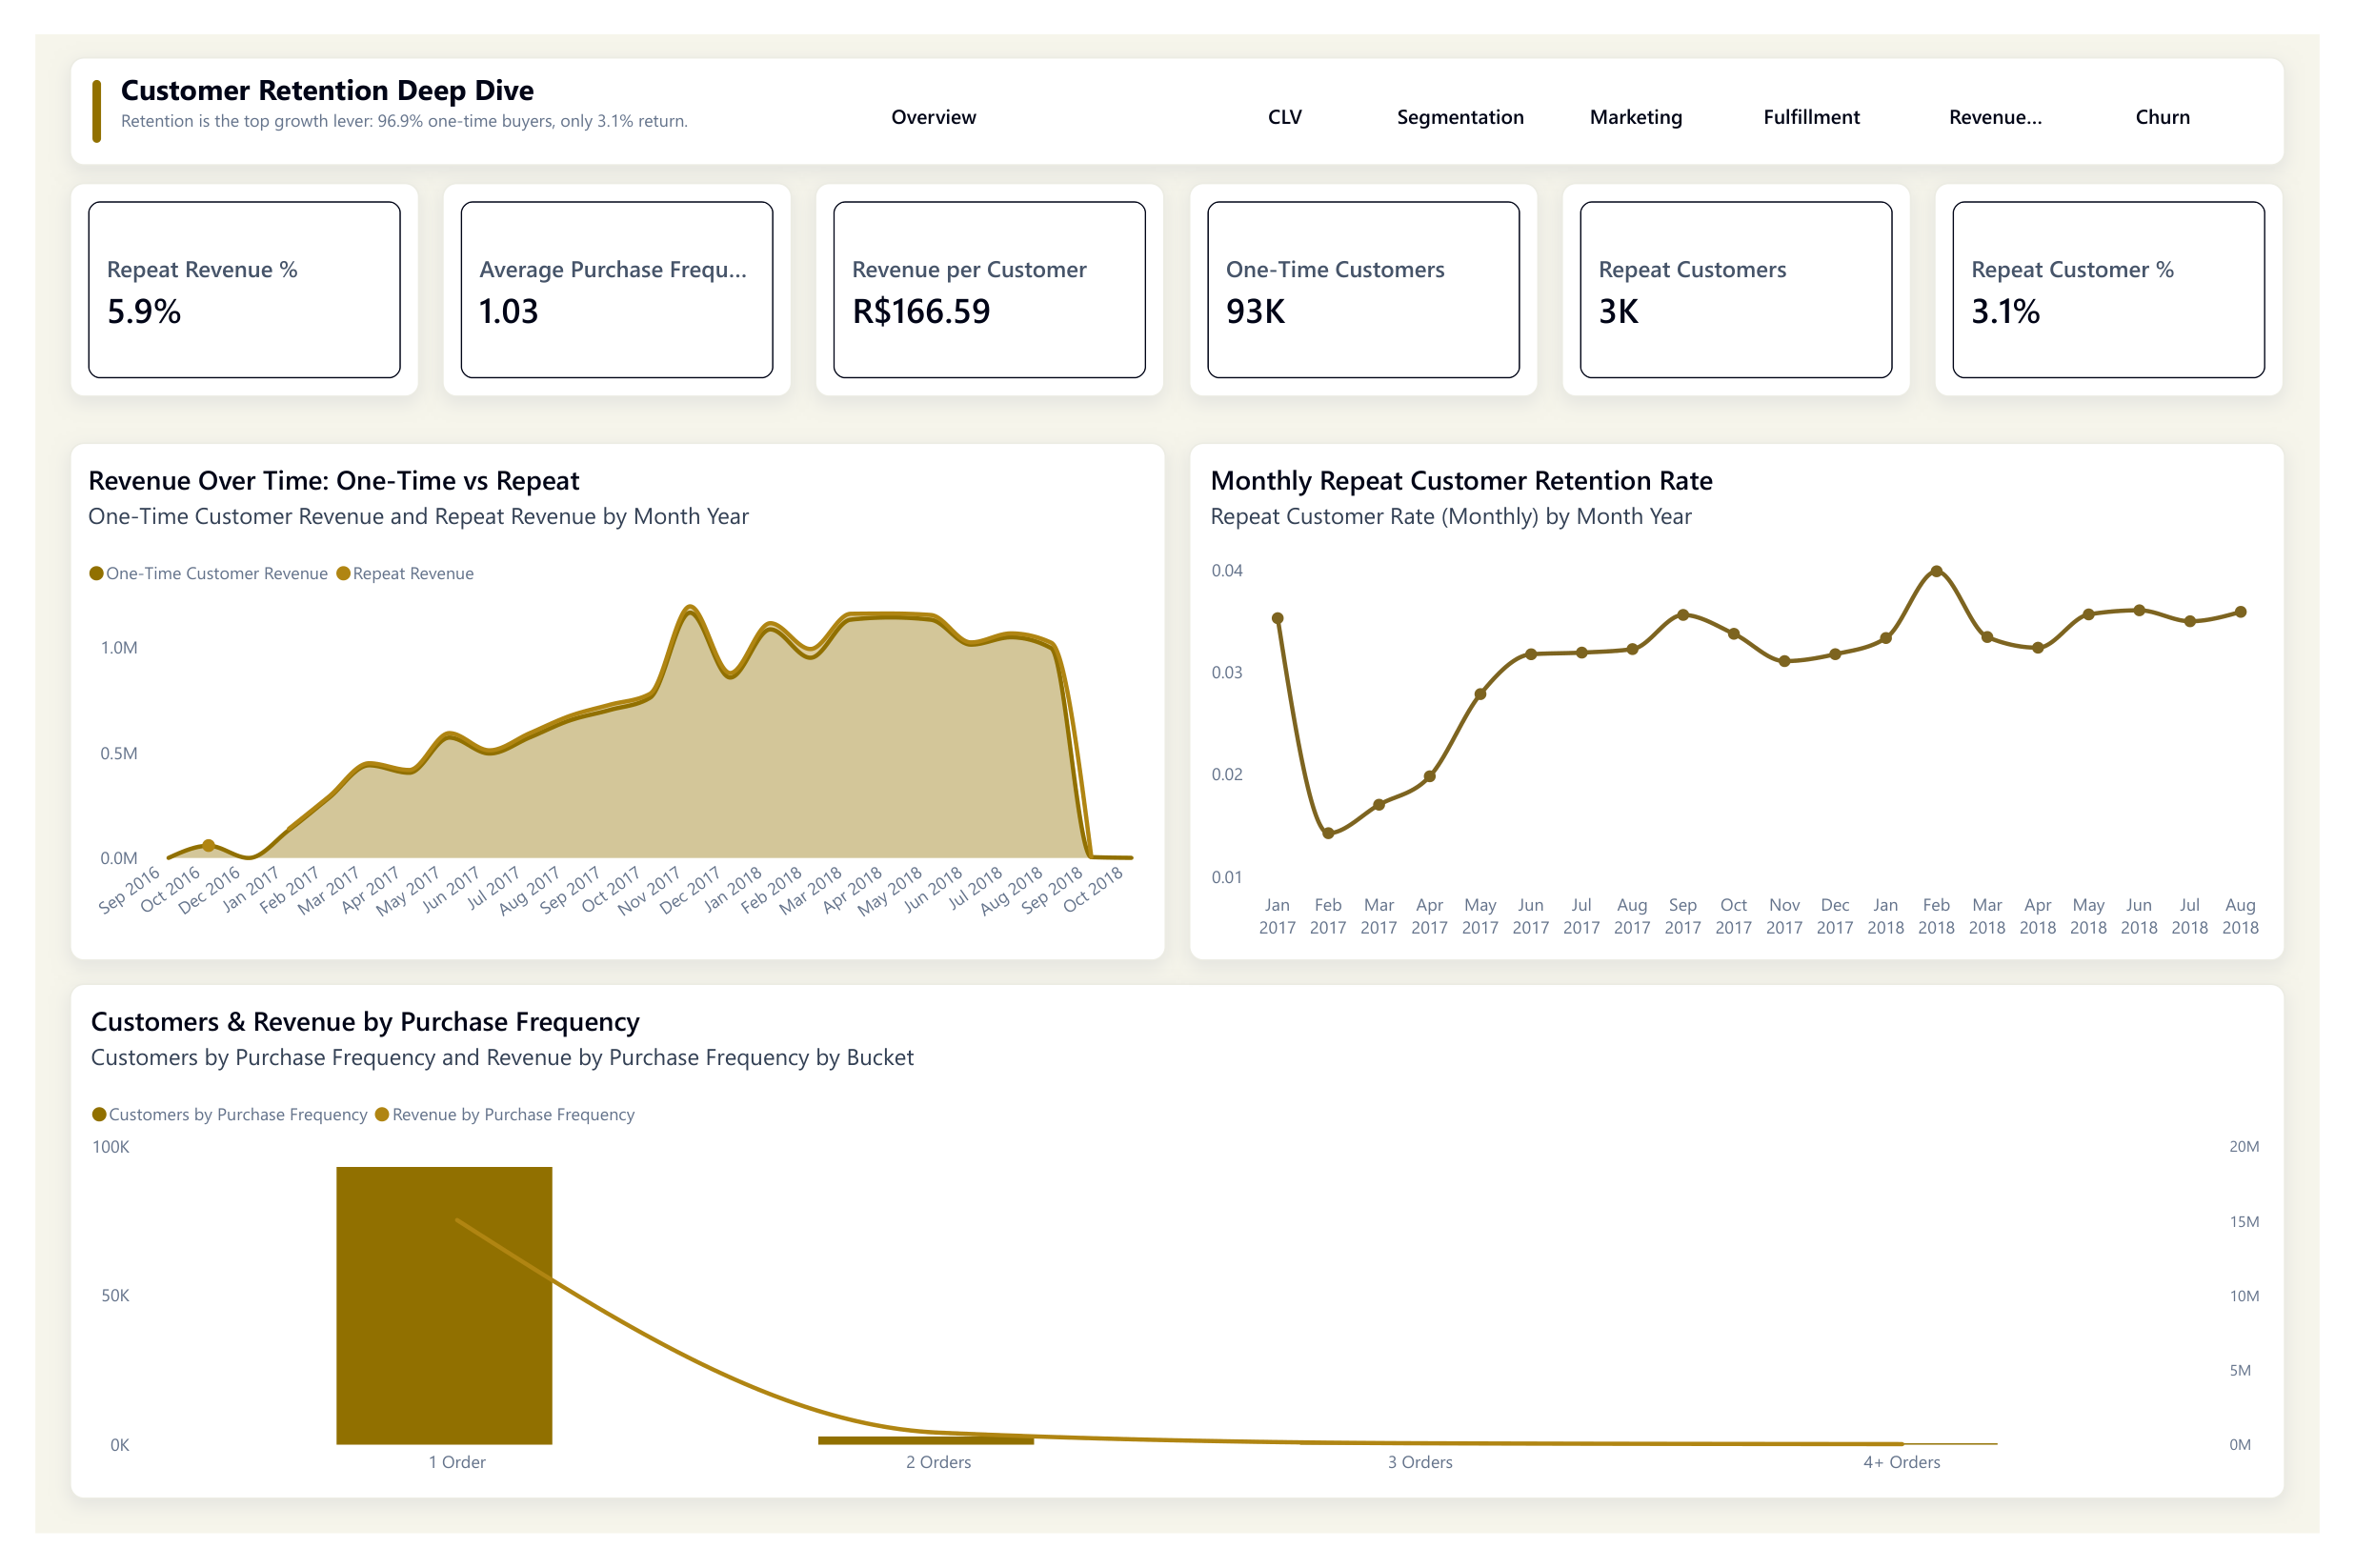 Customer Retention Deep Dive
Retention is the top growth lever: 96.9% one-time buyers, only 3.1% return.
Overview
CLV
Segmentation
Marketing
Fulfillment
Revenue...
Churn
Repeat Revenue %
5.9%
Average Purchase Frequ...
1.03
Revenue per Customer
R$166.59
One-Time Customers
93K
Repeat Customers
3K
Repeat Customer %
3.1%
Revenue Over Time: One-Time vs Repeat
One-Time Customer Revenue and Repeat Revenue by Month Year
One-Time Customer Revenue Repeat Revenue
1.0M
0.5M
0.0M
Sep 2016
Oct 2016
Dec 2016
Jan 2017
Feb 2017
Mar 2017
Apr 2017
May 2017
Jun 2017
Jul 2017
Aug 2017
Sep 2017
Oct 2017
Nov 2017
Dec 2017
Jan 2018
Feb 2018
Mar 2018
Apr 2018
May 2018
Jun 2018
Jul 2018
Aug 2018
Sep 2018
Oct 2018
Monthly Repeat Customer Retention Rate
Repeat Customer Rate (Monthly) by Month Year
0.04
0.03
0.02
0.01
Jan Feb Mar Apr May Jun Jul Aug Sep Oct Nov Dec Jan Feb Mar Apr May Jun Jul Aug
2017 2017 2017 2017 2017 2017 2017 2017 2017 2017 2017 2017 2018 2018 2018 2018 2018 2018 2018 2018
Customers & Revenue by Purchase Frequency
Customers by Purchase Frequency and Revenue by Purchase Frequency by Bucket
Customers by Purchase Frequency Revenue by Purchase Frequency
100K
50K
0K
20M
15M
10M
5M
0M
1 Order
2 Orders
3 Orders
4+ Orders